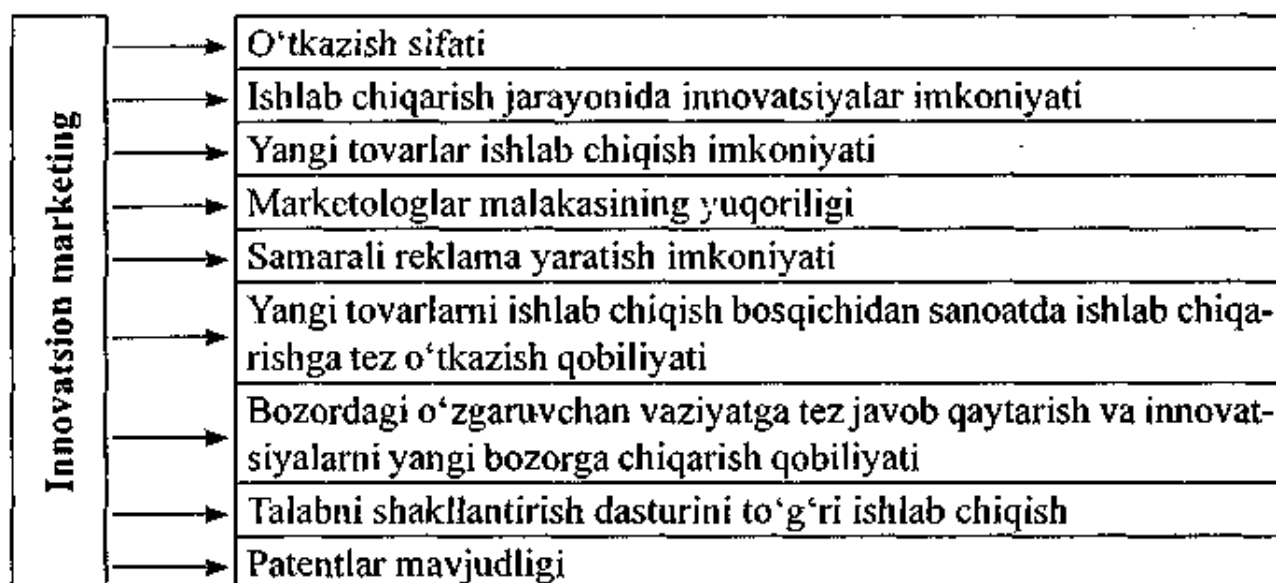 Innovatsion marketing
O‘tkazish sifati
Ishlab chiqarish jarayonida innovatsiyalar imkoniyati
Yangi tovarlar ishlab chiqish imkoniyati
Marketologlar malakasining yuqoriligi
Samarali reklama yaratish imkoniyati
Yangi tovarlarni ishlab chiqish bosqichidan sanoatda ishlab chiqa-
rishga tez o‘tkazish qobiliyati
Bozordagi o‘zgaruvchan vaziyatga tez javob qaytarish va innovat-
siyalarni yangi bozorga chiqarish qobiliyati
Talabni shakllantirish dasturini to‘g‘ri ishlab chiqish
Patentlar mavjudligi